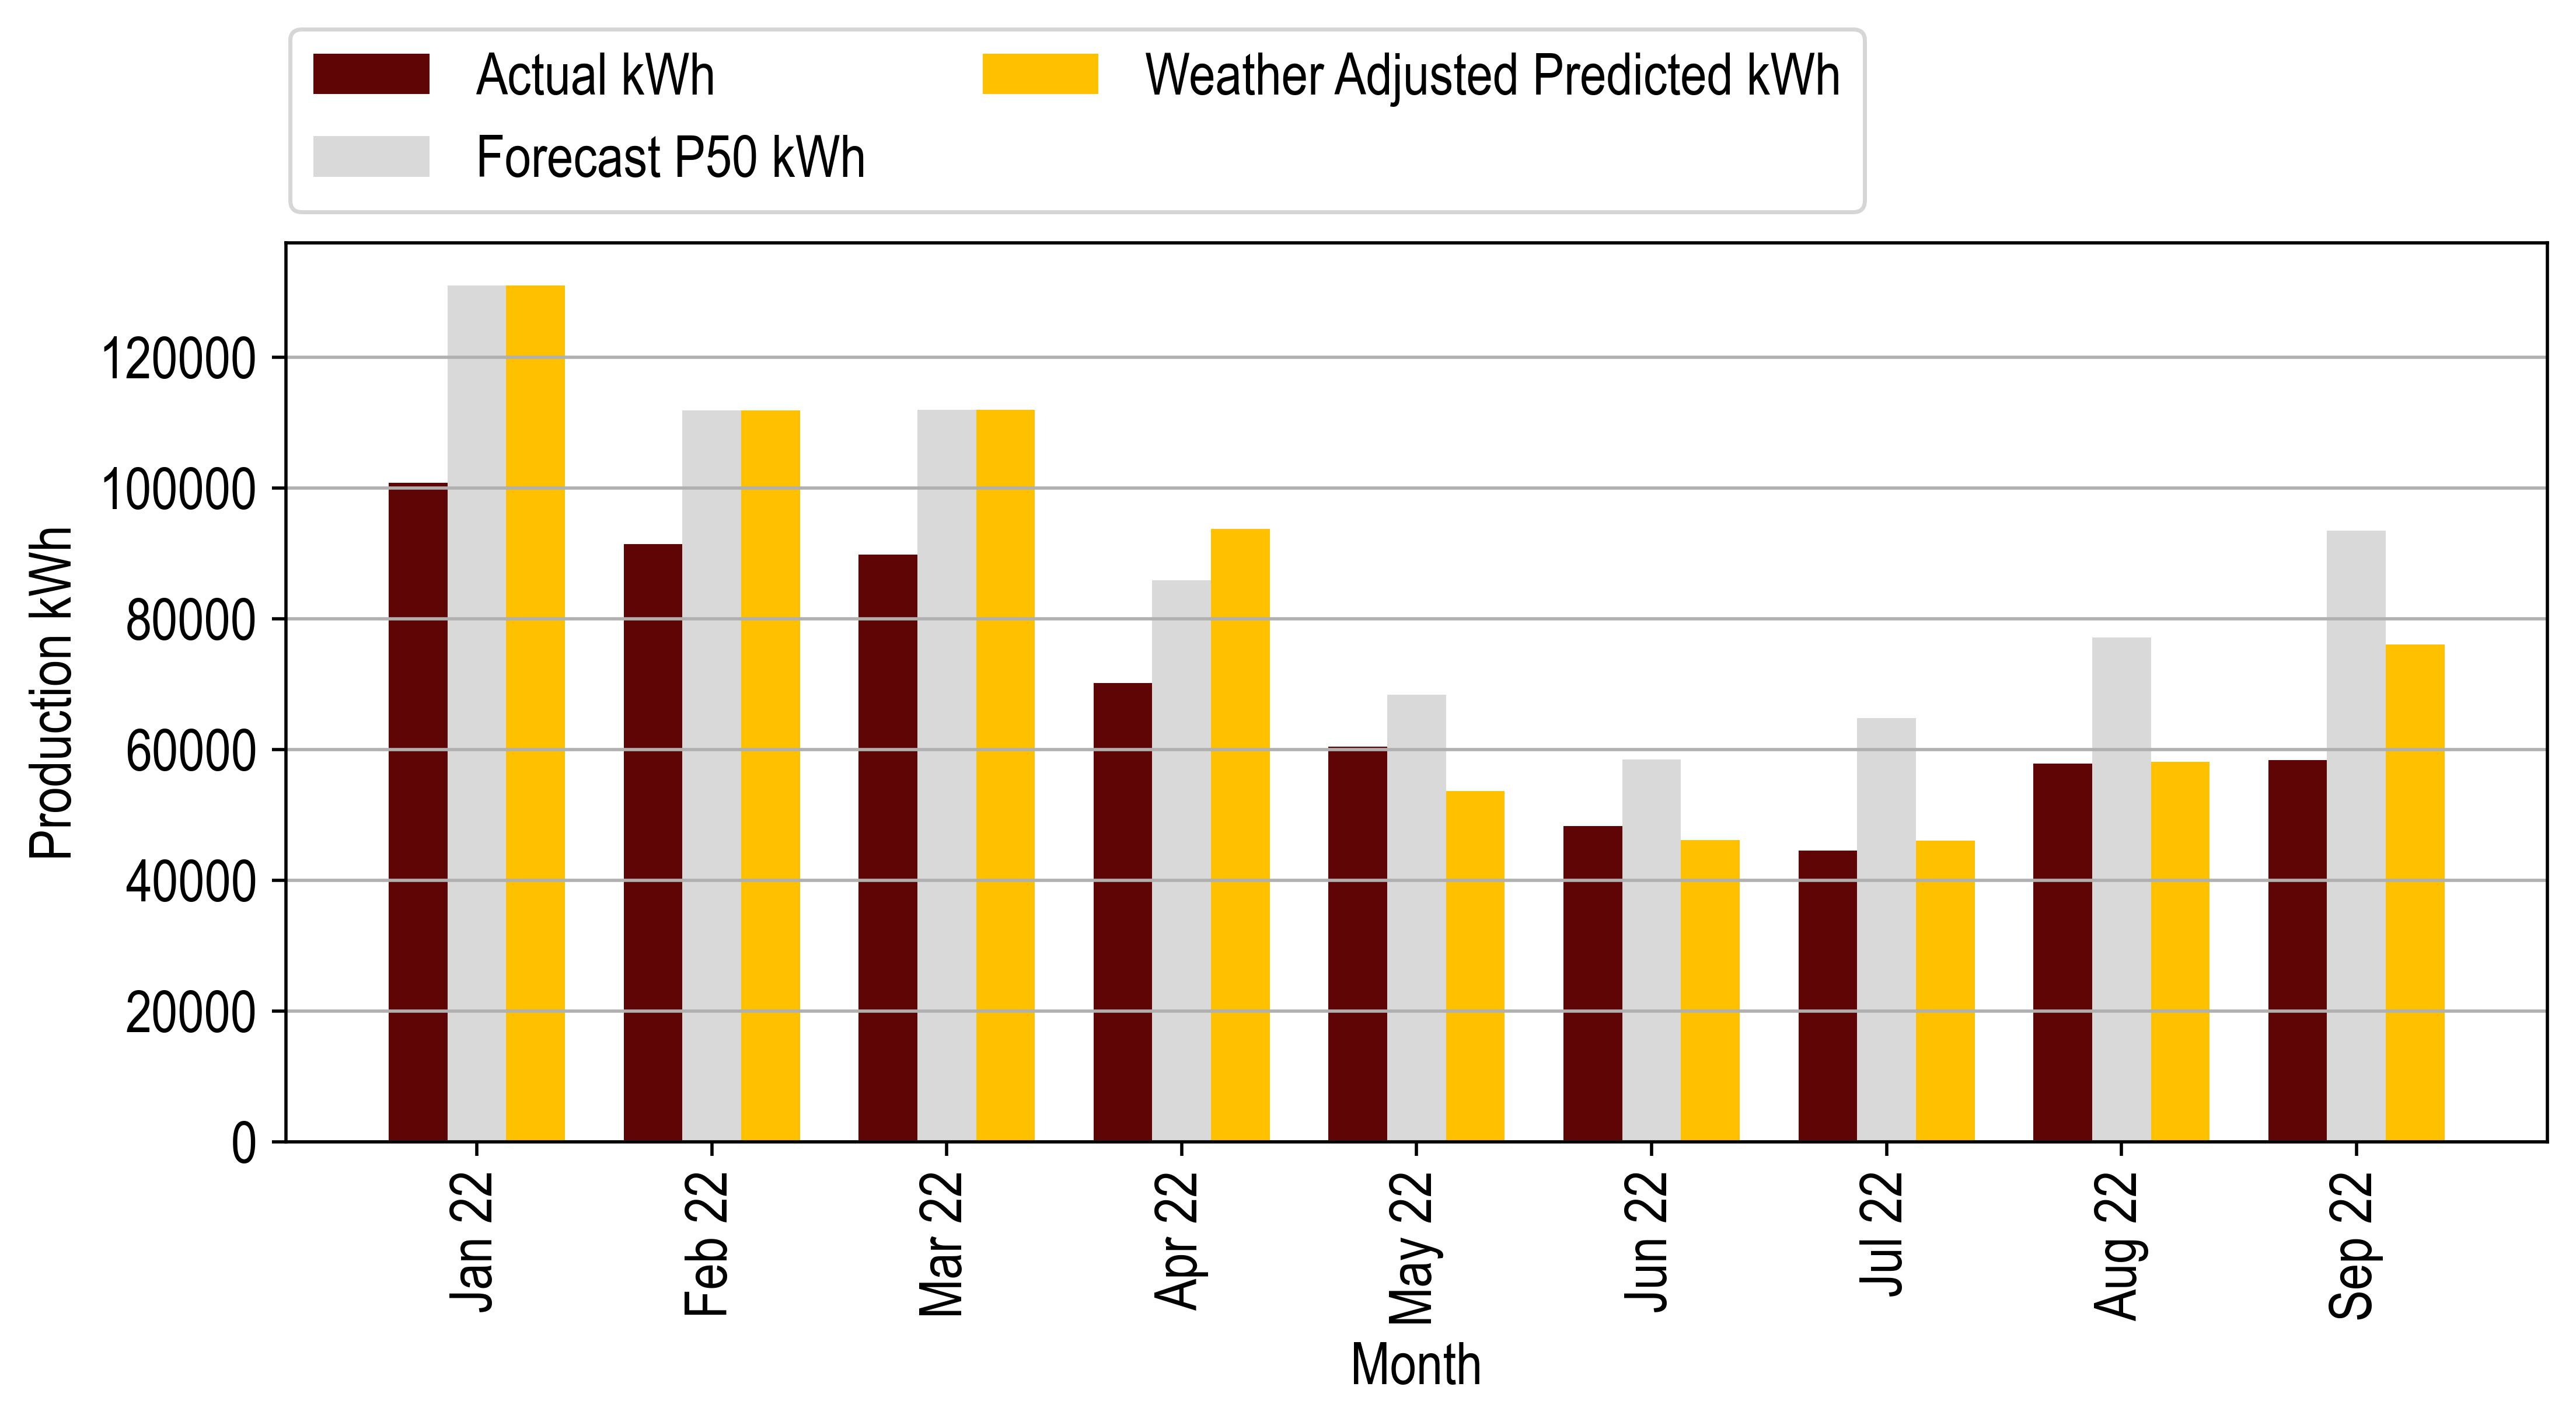 Actual kWh
Forecast P50 kWh
Weather Adjusted Predicted kWh
120000
100000
80000
60000
40000
20000
0
Production kWh
Jan 22
Feb 22
Mar 22
Apr 22
May 22
Jun 22
Jul 22
Aug 22
Sep 22
Month